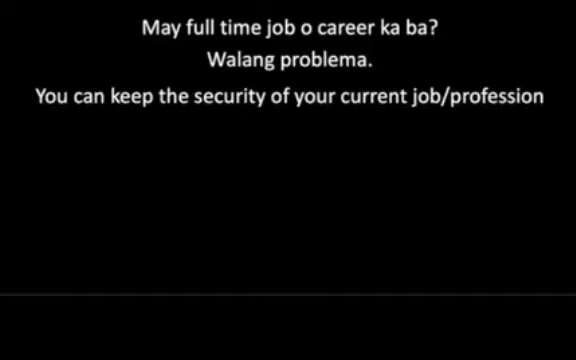 May full time job o career ka ba?
Walang problema.
You can keep the security of your current job/profession